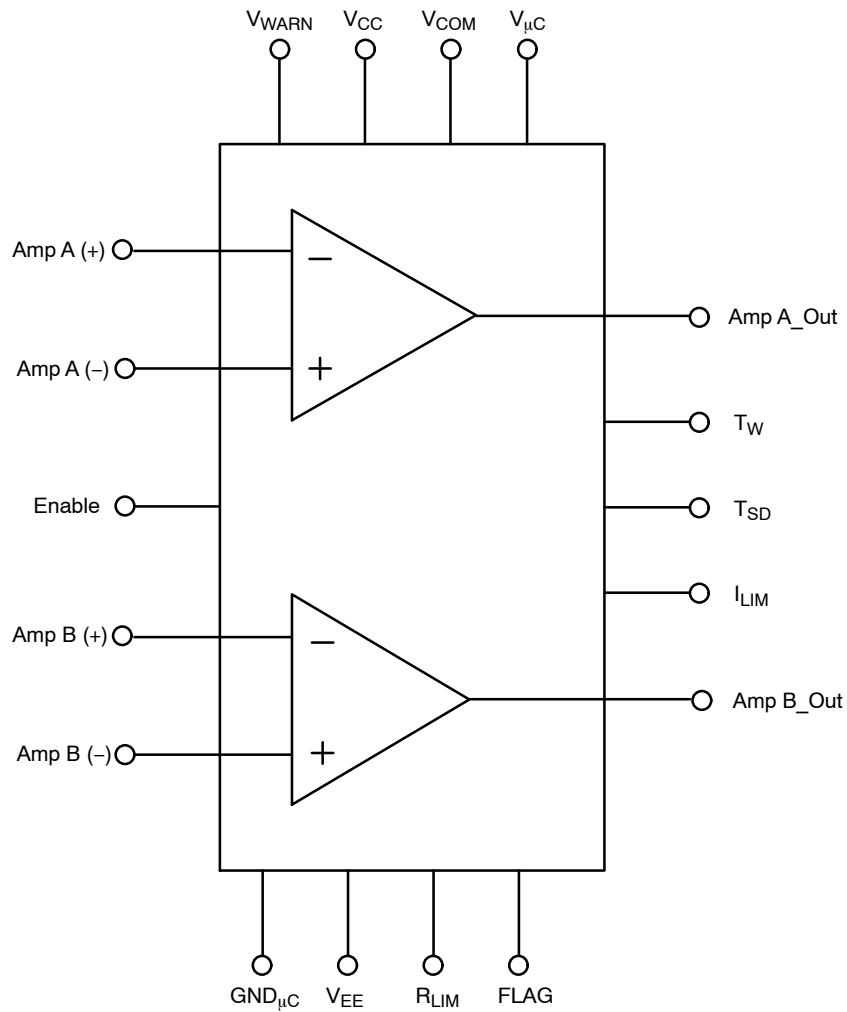 V_WARN V_CC V_COM V_μC
Amp A (+)
−
Amp A_Out
Amp A (−)
+
T_W
Enable
T_SD
I_LIM
Amp B (+)
−
Amp B_Out
Amp B (−)
+
GND_μC V_EE R_LIM FLAG